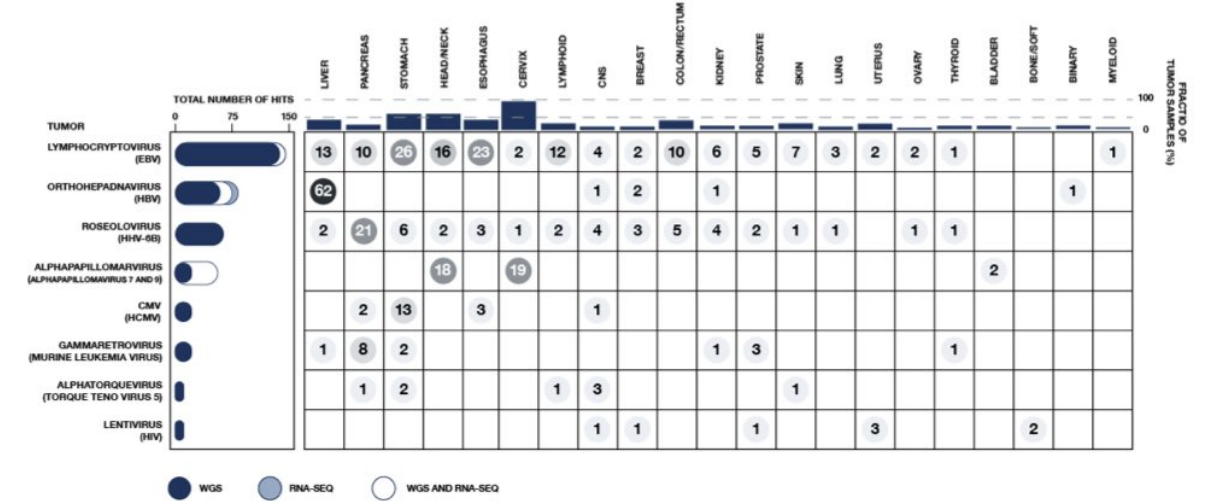 LIVER PANCREAS STOMACH HEAD/NECK ESOPHAGUS CERVIX LYMPHOID CNS BREAST COLON/RECTUM KIDNEY PROSTATE SKIN LUNG UTERUS OVARY THYROID BLADDER BONE/SOFT BINARY MYELOID
FRACTIO OF
TUMOR SAMPLES (%)
TOTAL NUMBER OF HITS
100
TUMOR
0 75 150
0
LYMPHOCRYPTOVIRUS
(EBV)
13 10 26 16 23 2 12 4 2 10 6 5 7 3 2 2 1 1
ORTHOHEPADNAVIRUS
(HBV)
62 1 2 1 1
ROSEOLOVIRUS
(HHV-6B)
2 21 6 2 3 1 2 4 3 5 4 2 1 1 1 1
ALPHAPAPILLOMARVIRUS
(ALPHAPAPILLOMAVIRUS 7 AND 9)
18 19 2
CMV
(HCMV)
2 13 3 1
GAMMARETROVIRUS
(MURINE LEUKEMIA VIRUS)
1 8 2 1 3 1
ALPHATORQUEVIRUS
(TORQUE TENO VIRUS 5)
1 2 1 3 1
LENTIVIRUS
(HIV)
1 1 1 3 2
WGS RNA-SEQ WGS AND RNA-SEQ